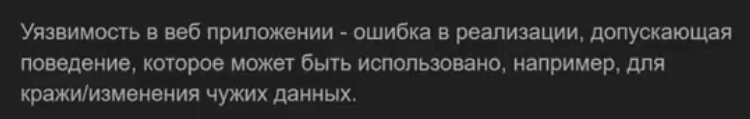 Уязвимость в веб приложении - ошибка в реализации, допускающая
поведение, которое может быть использовано, например, для
кражи/изменения чужих данных.